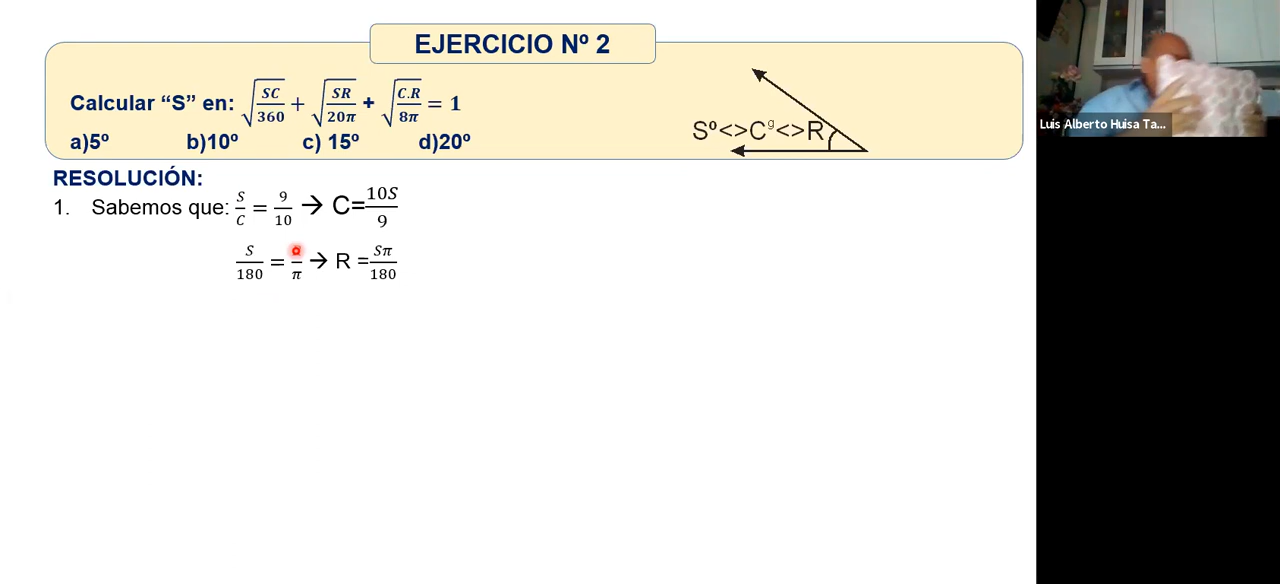 EJERCICIO Nº 2
Calcular “S” en: √(SC/360) + √(SR/20π) + √(C.R/8π) = 1
a)5º b)10º c) 15º d)20º
Sº<>Cᵍ<>R
RESOLUCIÓN:
1. Sabemos que: S/C = 9/10 → C=10S/9
S/180 = /π → R =Sπ/180
Luis Alberto Huisa Ta...